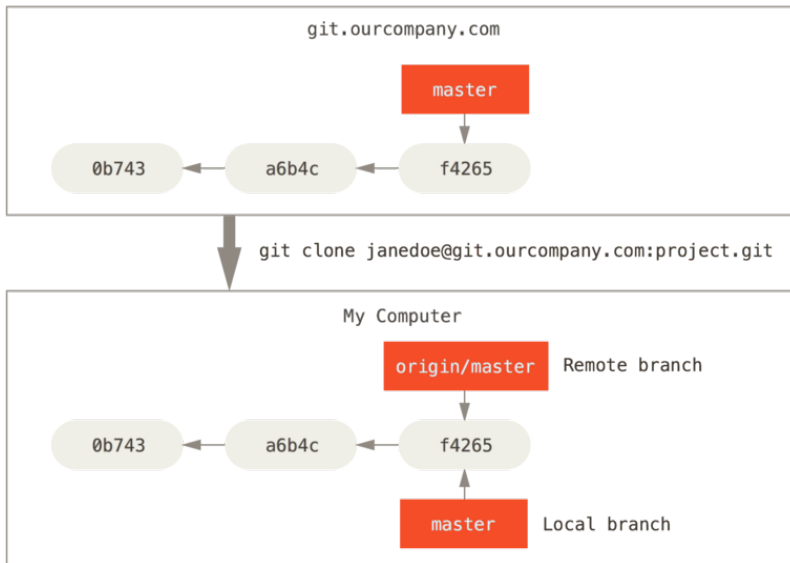 git.ourcompany.com
master
0b743 a6b4c f4265
git clone janedoe@git.ourcompany.com:project.git
My Computer
origin/master Remote branch
0b743 a6b4c f4265
master Local branch